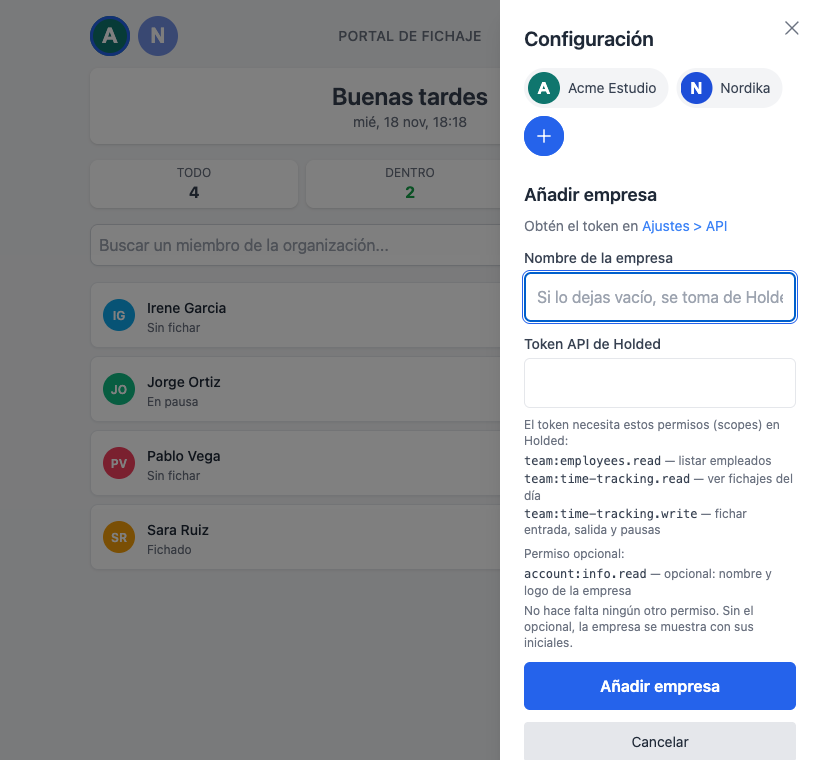 A N
PORTAL DE FICHAJE
Buenas tardes
mié, 18 nov, 18:18
TODO
4
DENTRO
2
Buscar un miembro de la organización...
IG
Irene Garcia
Sin fichar
JO
Jorge Ortiz
En pausa
PV
Pablo Vega
Sin fichar
SR
Sara Ruiz
Fichado
Configuración
A Acme Estudio
N Nordika
Añadir empresa
Obtén el token en Ajustes > API
Nombre de la empresa
Si lo dejas vacío, se toma de Holde
Token API de Holded
El token necesita estos permisos (scopes) en
Holded:
team:employees.read — listar empleados
team:time-tracking.read — ver fichajes del
día
team:time-tracking.write — fichar
entrada, salida y pausas
Permiso opcional:
account:info.read — opcional: nombre y
logo de la empresa
No hace falta ningún otro permiso. Sin el
opcional, la empresa se muestra con sus
iniciales.
Añadir empresa
Cancelar